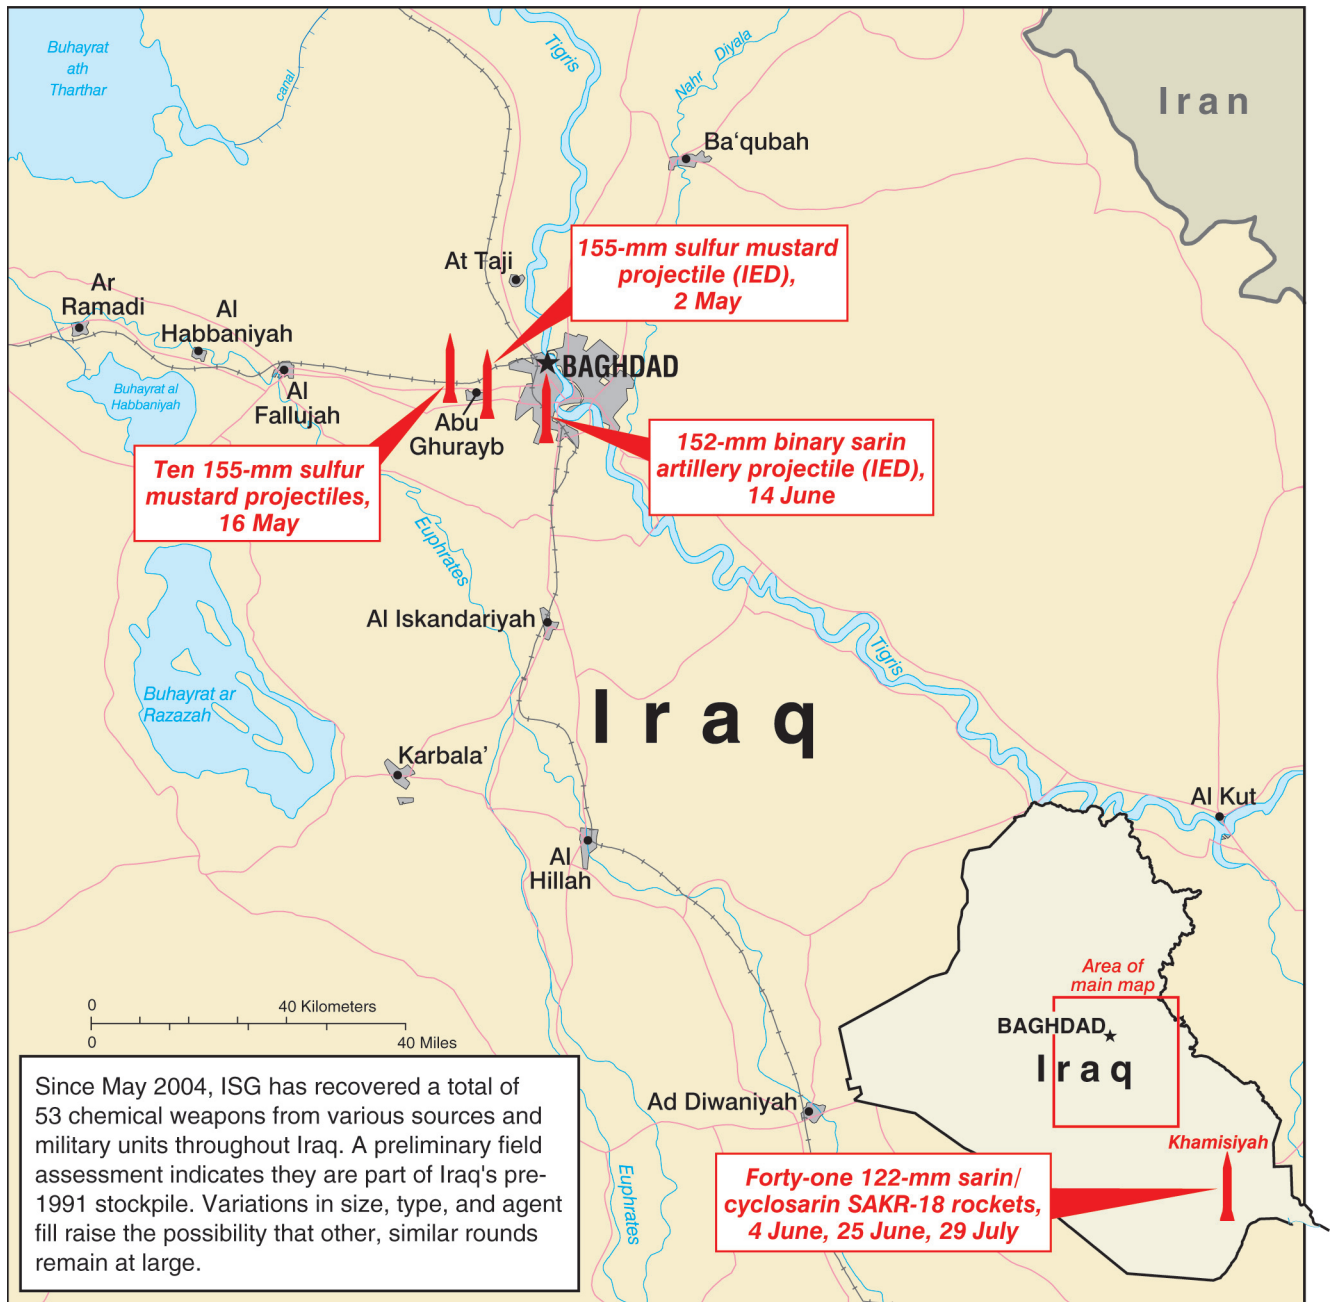 Buhayrat
ath
Tharthar
canal
Tigris
Nahr Diyala
Iran
Ba‘qubah
155-mm sulfur mustard
projectile (IED),
2 May
At Taji
Ar
Ramadi
Al
Habbaniyah
BAGHDAD
Buhayrat al
Habbaniyah
Al
Fallujah
Abu
Ghurayb
152-mm binary sarin
artillery projectile (IED),
14 June
Ten 155-mm sulfur
mustard projectiles,
16 May
Euphrates
Al Iskandariyah
Tigris
Buhayrat ar
Razazah
Iraq
Karbala’
Al Kut
Al
Hillah
Area of
main map
BAGHDAD
Iraq
0 40 Kilometers
0 40 Miles
Since May 2004, ISG has recovered a total of
53 chemical weapons from various sources and
military units throughout Iraq. A preliminary field
assessment indicates they are part of Iraq's pre-
1991 stockpile. Variations in size, type, and agent
fill raise the possibility that other, similar rounds
remain at large.
Ad Diwaniyah
Khamisiyah
Euphrates
Forty-one 122-mm sarin/
cyclosarin SAKR-18 rockets,
4 June, 25 June, 29 July